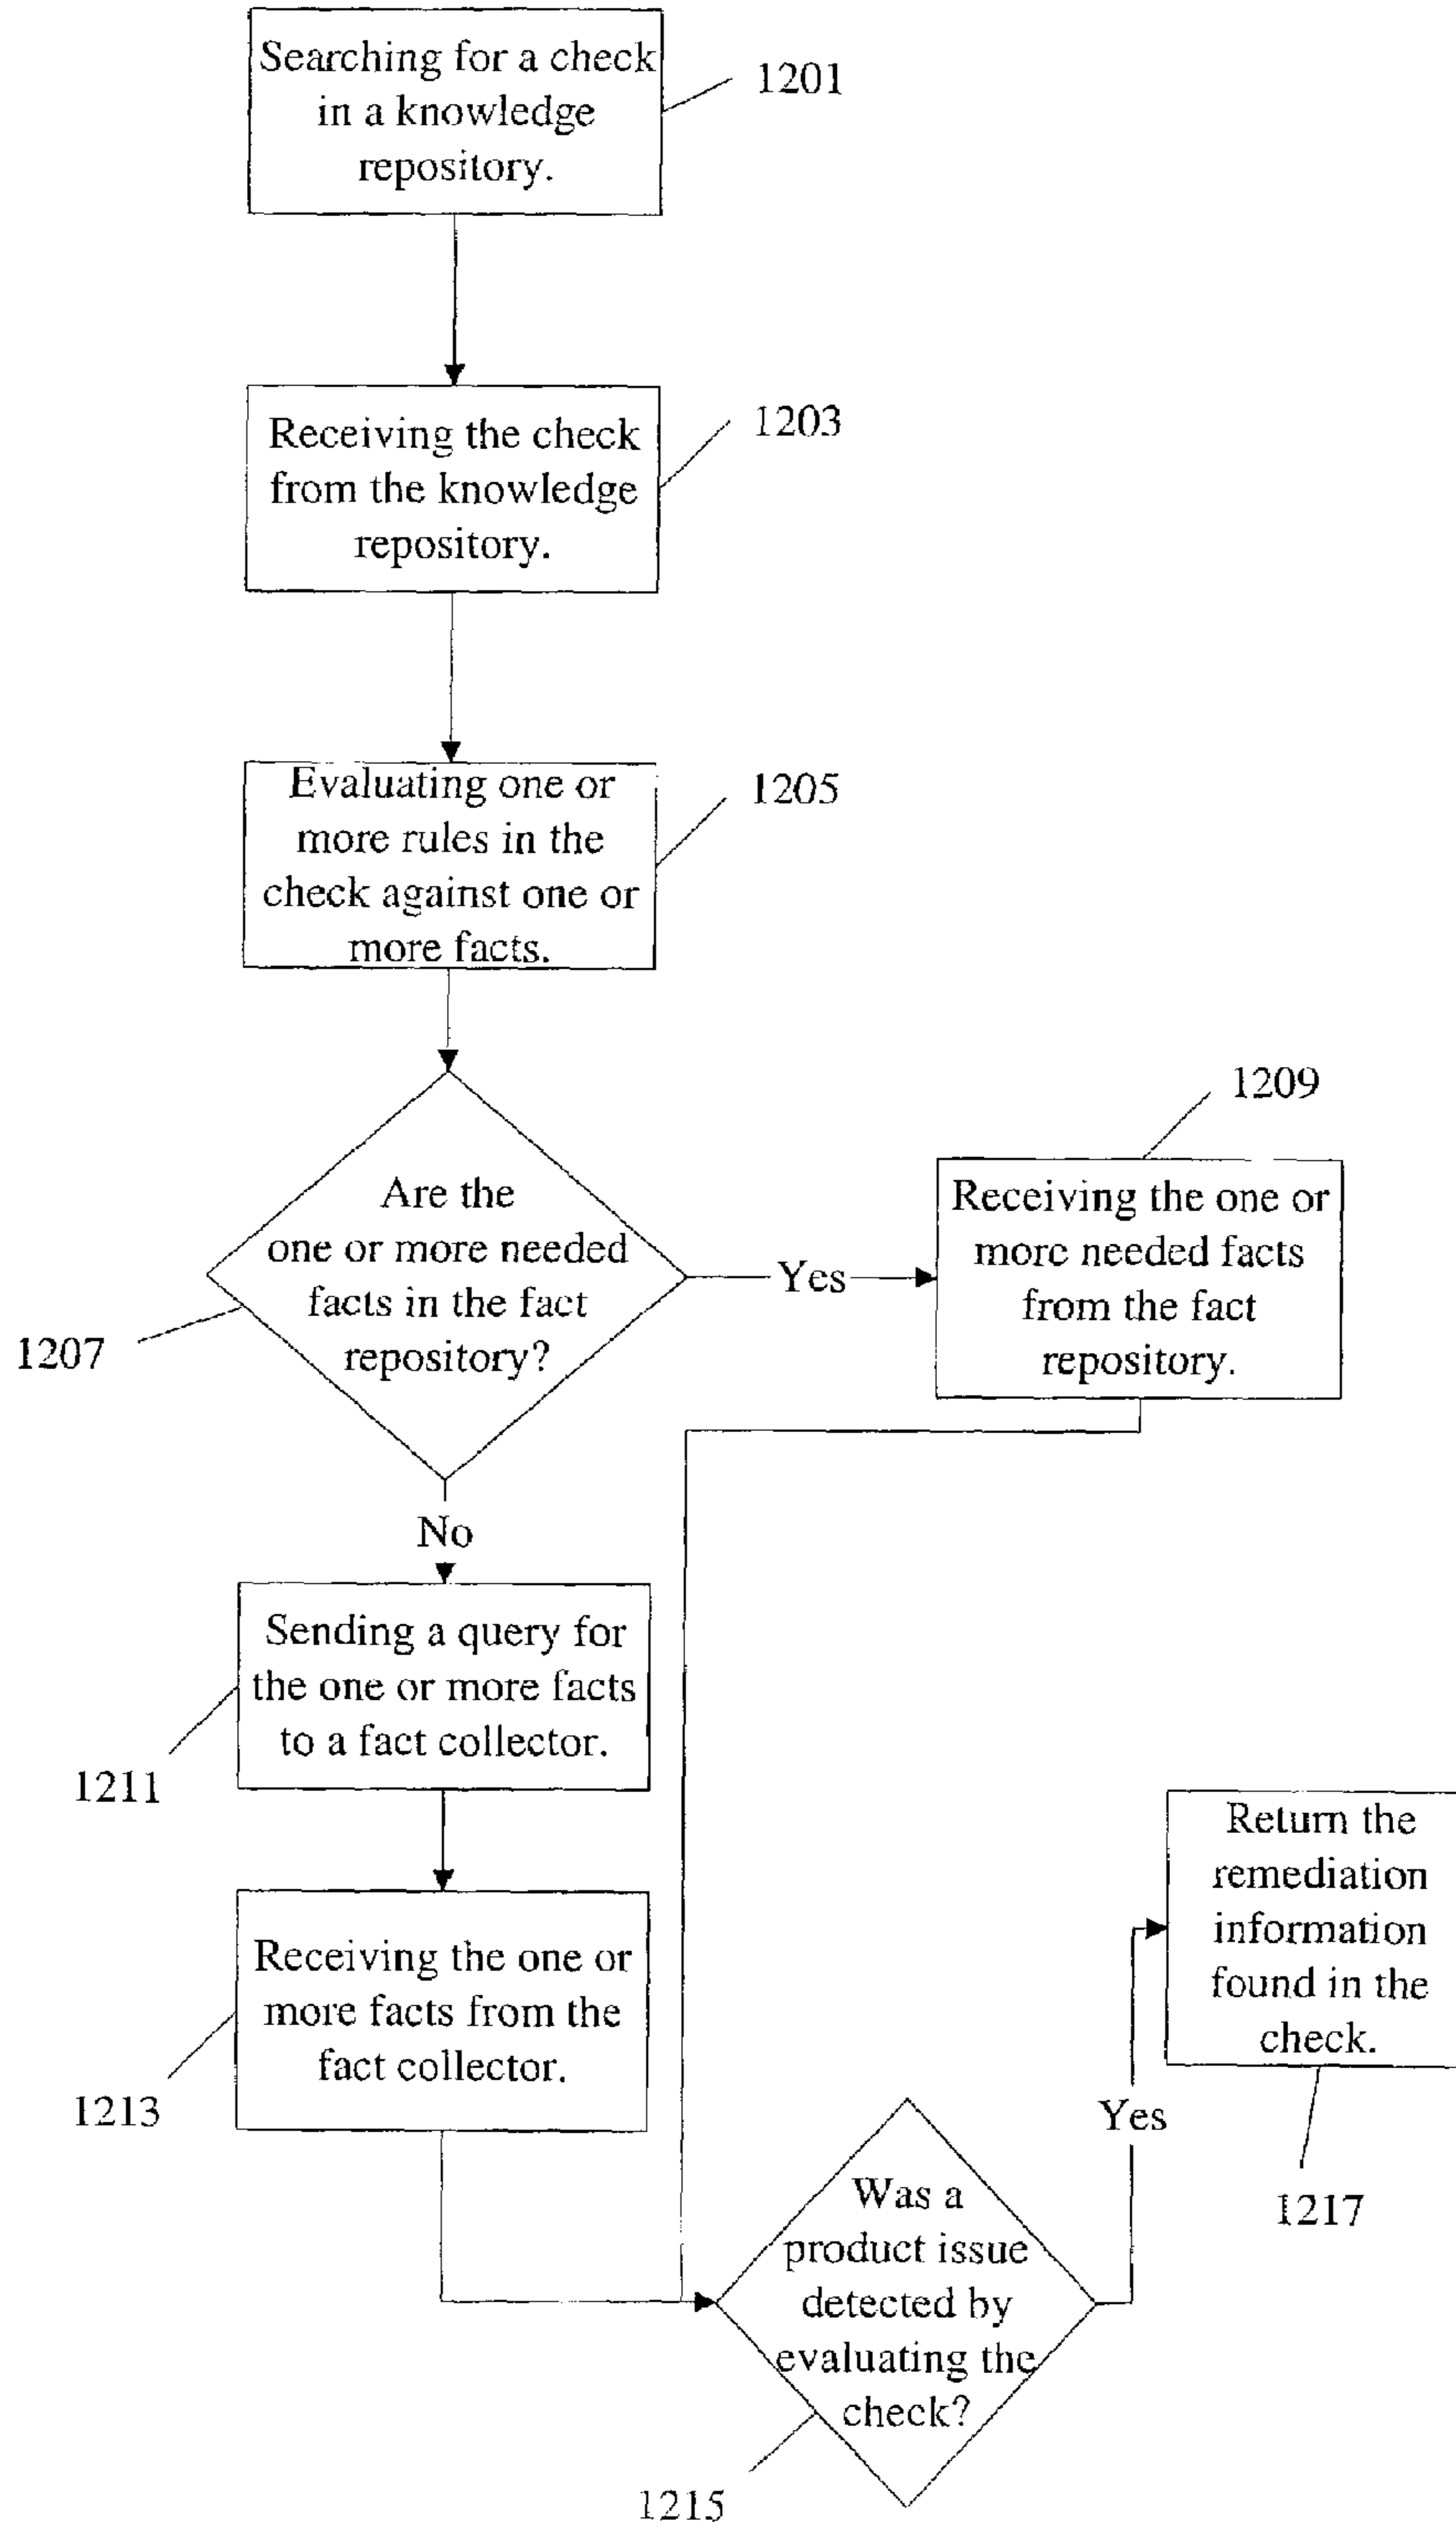 Searching for a check
in a knowledge
repository.
1201
Receiving the check
from the knowledge
repository.
1203
Evaluating one or
more rules in the
check against one or
more facts.
1205
Are the
one or more needed
facts in the fact
repository?
1207
Yes
Receiving the one or
more needed facts
from the fact
repository.
1209
No
Sending a query for
the one or more facts
to a fact collector.
1211
Receiving the one or
more facts from the
fact collector.
1213
Was a
product issue
detected by
evaluating the
check?
1215
Yes
Return the
remediation
information
found in the
check.
1217